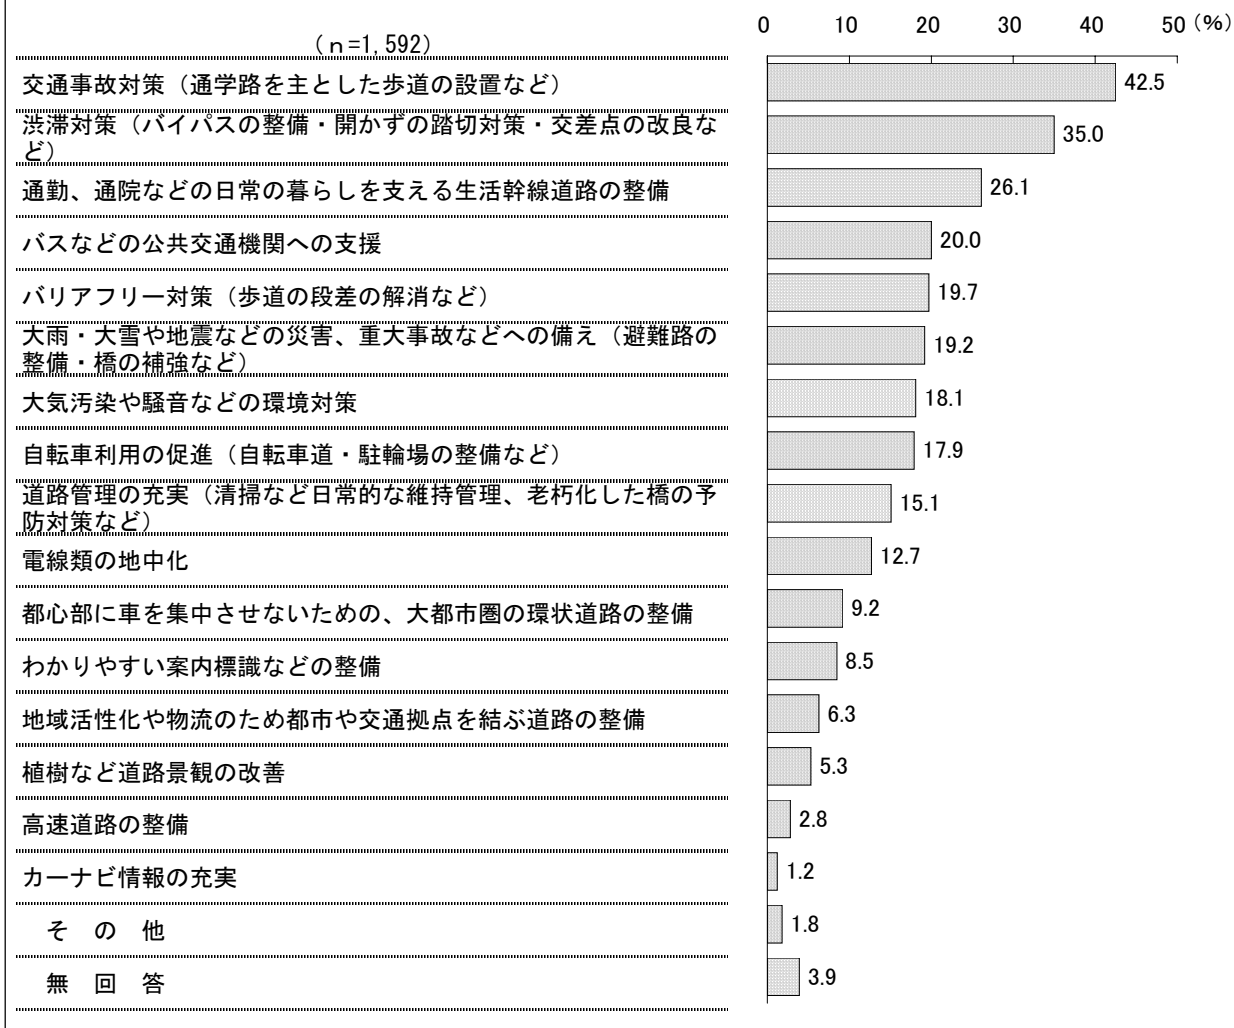 0 10 20 30 40 50 (%)
(n=1,592)
交通事故対策（通学路を主とした歩道の設置など） 42.5
渋滞対策（バイパスの整備・開かずの踏切対策・交差点の改良な
ど） 35.0
通勤、通院などの日常の暮らしを支える生活幹線道路の整備 26.1
バスなどの公共交通機関への支援 20.0
バリアフリー対策（歩道の段差の解消など） 19.7
大雨・大雪や地震などの災害、重大事故などへの備え（避難路の
整備・橋の補強など） 19.2
大気汚染や騒音などの環境対策 18.1
自転車利用の促進（自転車道・駐輪場の整備など） 17.9
道路管理の充実（清掃など日常的な維持管理、老朽化した橋の予
防対策など） 15.1
電線類の地中化 12.7
都心部に車を集中させないための、大都市圏の環状道路の整備 9.2
わかりやすい案内標識などの整備 8.5
地域活性化や物流のため都市や交通拠点を結ぶ道路の整備 6.3
植樹など道路景観の改善 5.3
高速道路の整備 2.8
カーナビ情報の充実 1.2
そ の 他 1.8
無 回 答 3.9